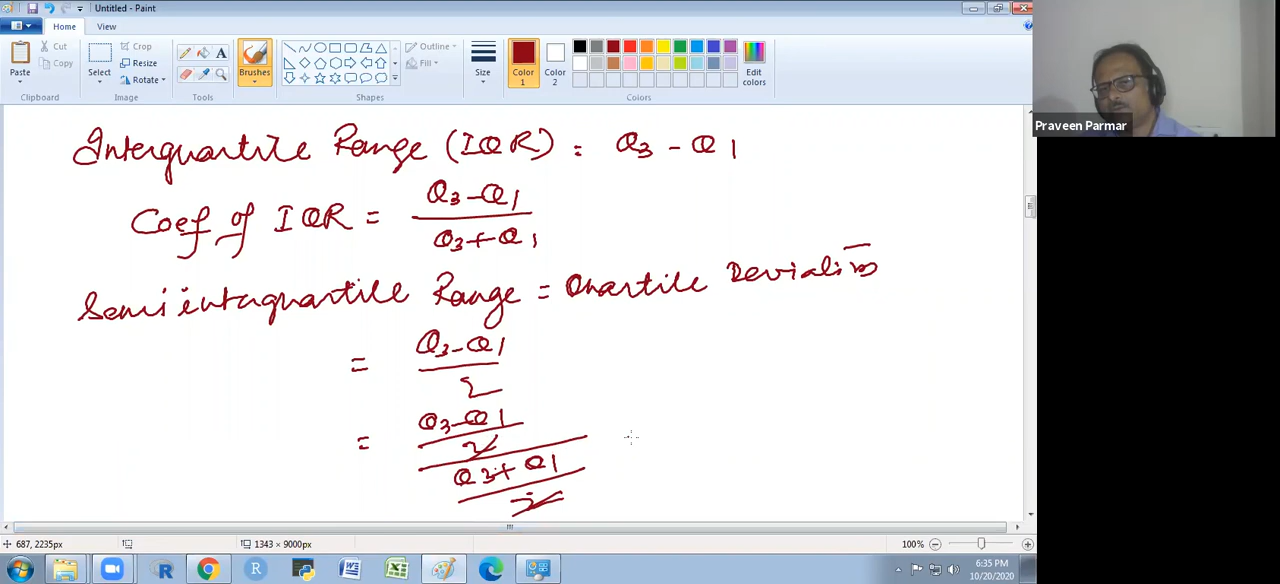 Untitled - Paint
Home View
Paste Cut Copy Select Crop Resize Rotate Brushes Outline Fill Size Color 1 Color 2 Edit colors
Clipboard Image Tools Shapes Colors
Praveen Parmar
Interquartile Range (IQR) = Q3 - Q1
Coef of IQR = Q3-Q1
Q3+Q1
Semi interquartile Range = Quartile Deviation
= Q3-Q1
2
= Q3-Q1
2
Q3+Q1
2
687, 2235px 1343 × 9000px 100%
6:35 PM
10/20/2020